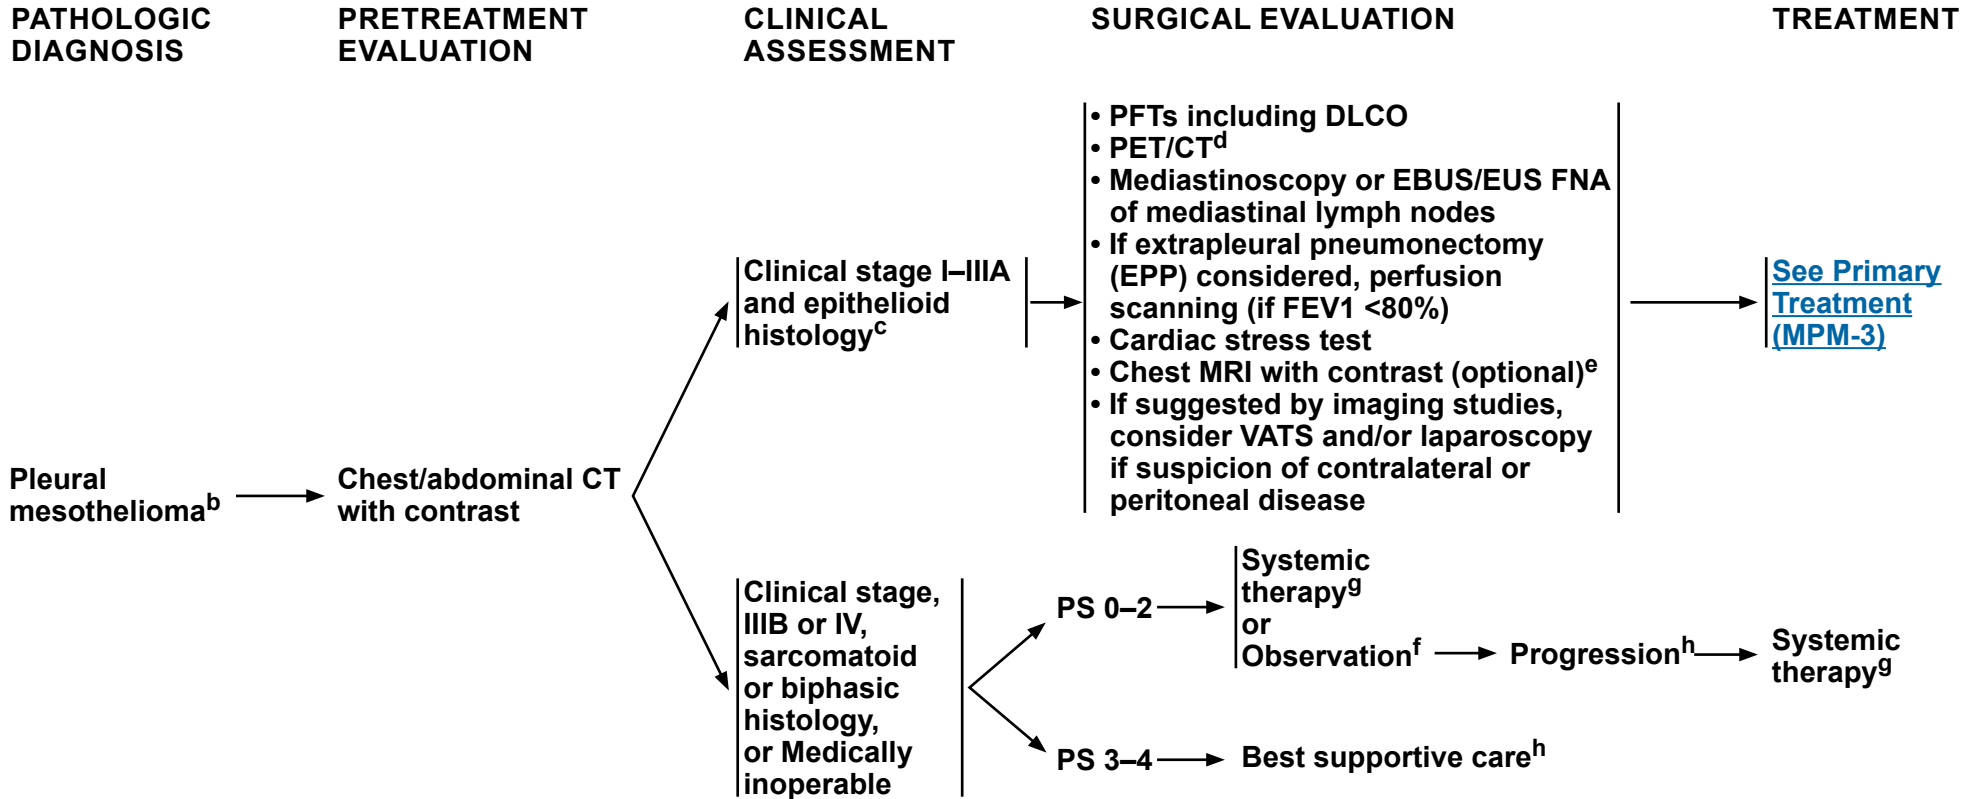 PATHOLOGIC
DIAGNOSIS
PRETREATMENT
EVALUATION
CLINICAL
ASSESSMENT
SURGICAL EVALUATION
TREATMENT
Pleural
mesotheliomaᵇ
Chest/abdominal CT
with contrast
Clinical stage I–IIIA
and epithelioid
histologyᶜ
• PFTs including DLCO
• PET/CTᵈ
• Mediastinoscopy or EBUS/EUS FNA
of mediastinal lymph nodes
• If extrapleural pneumonectomy
(EPP) considered, perfusion
scanning (if FEV1 <80%)
• Cardiac stress test
• Chest MRI with contrast (optional)ᵉ
• If suggested by imaging studies,
consider VATS and/or laparoscopy
if suspicion of contralateral or
peritoneal disease
See Primary
Treatment
(MPM-3)
Clinical stage,
IIIB or IV,
sarcomatoid
or biphasic
histology,
or Medically
inoperable
PS 0–2
Systemic
therapyᵍ
or
Observationᶠ
Progressionʰ
Systemic
therapyᵍ
PS 3–4
Best supportive careʰ